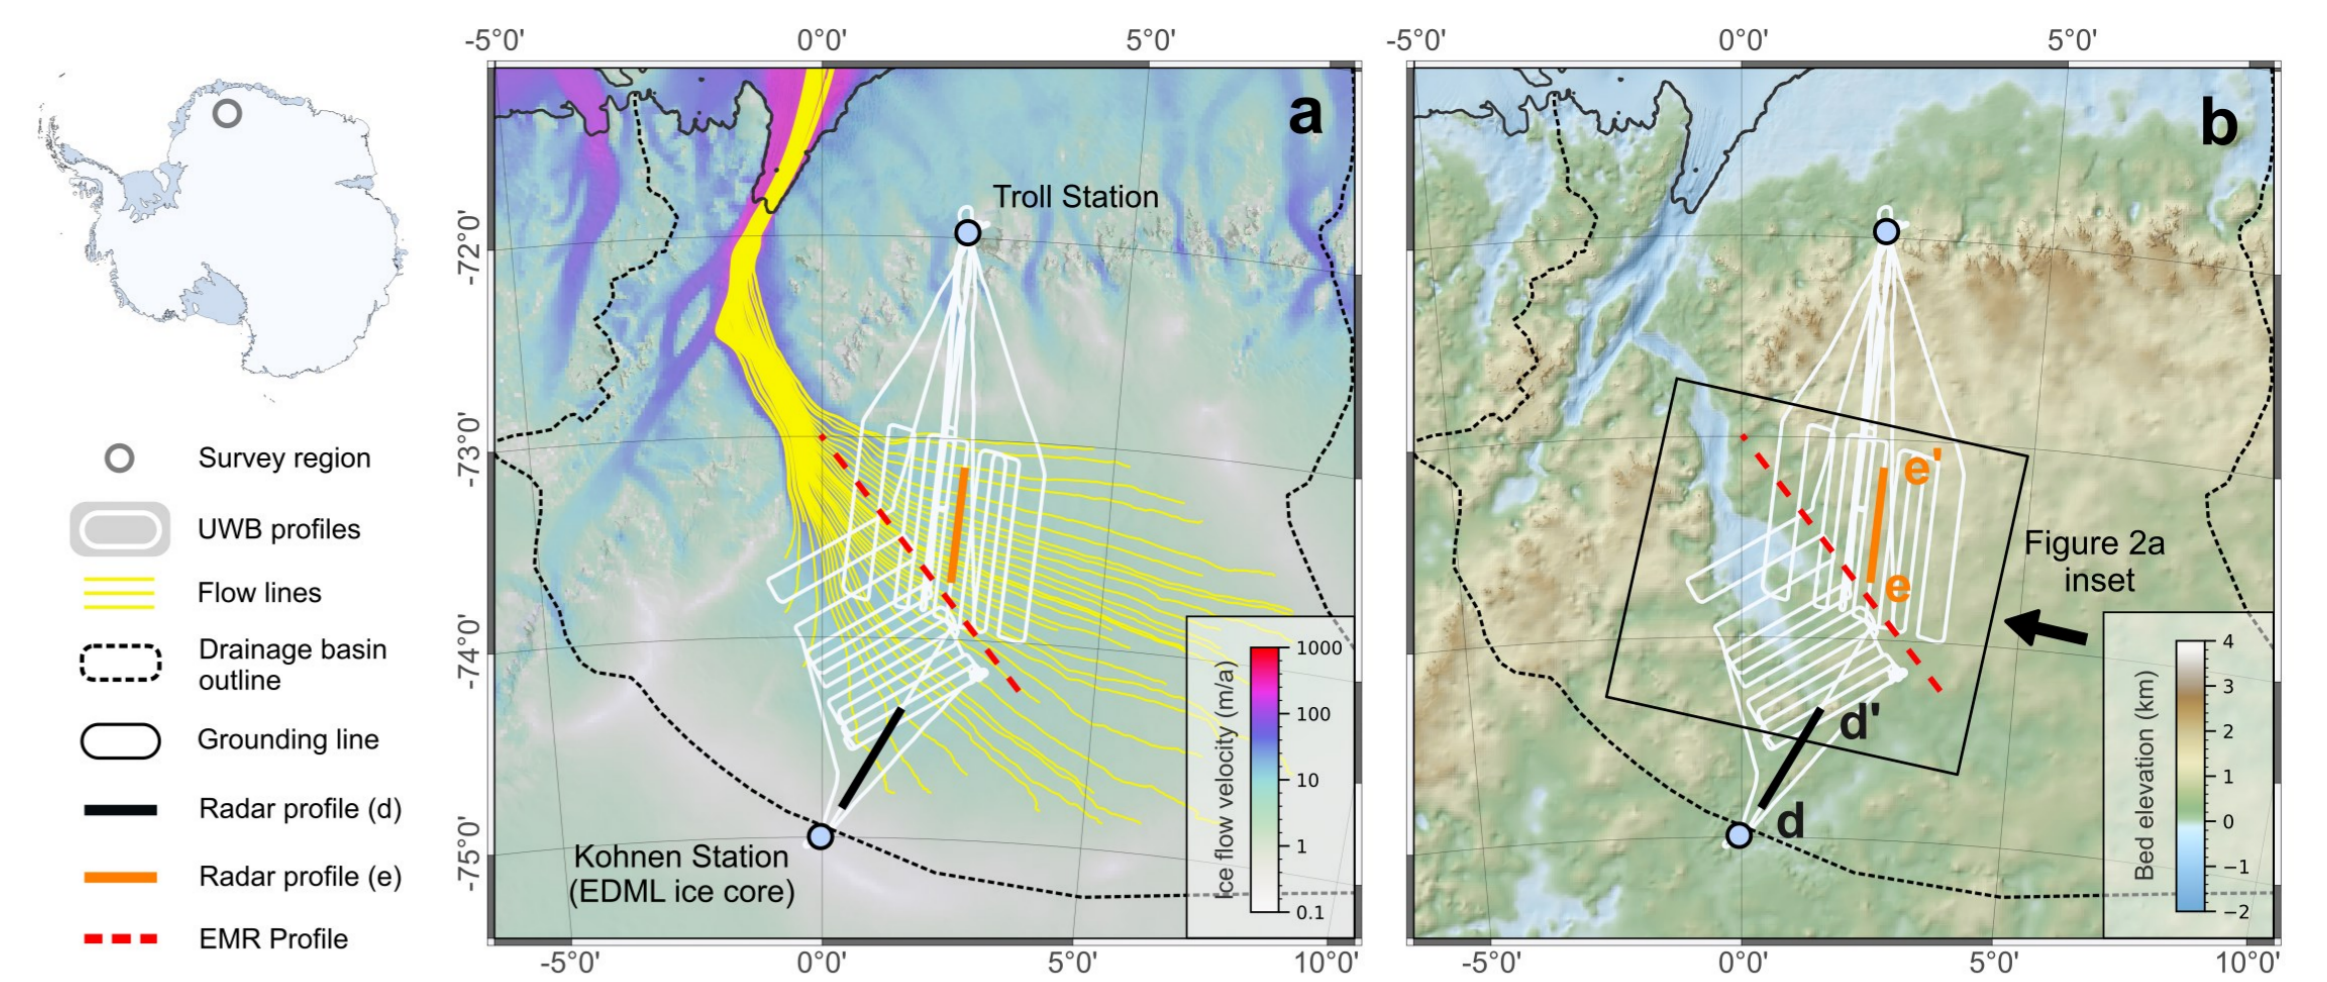 -5°0'
0°0'
5°0'
-5°0'
0°0'
5°0'
a
b
Troll Station
-72°0'
-73°0'
-74°0'
-75°0'
Survey region
UWB profiles
Flow lines
Drainage basin
outline
Grounding line
Radar profile (d)
Radar profile (e)
EMR Profile
Kohnen Station
(EDML ice core)
Ice flow velocity (m/a)
1000
100
10
1
0.1
e'
e
d'
d
Figure 2a
inset
Bed elevation (km)
4
3
2
1
0
−1
−2
-5°0'
0°0'
5°0'
10°0'
-5°0'
0°0'
5°0'
10°0'